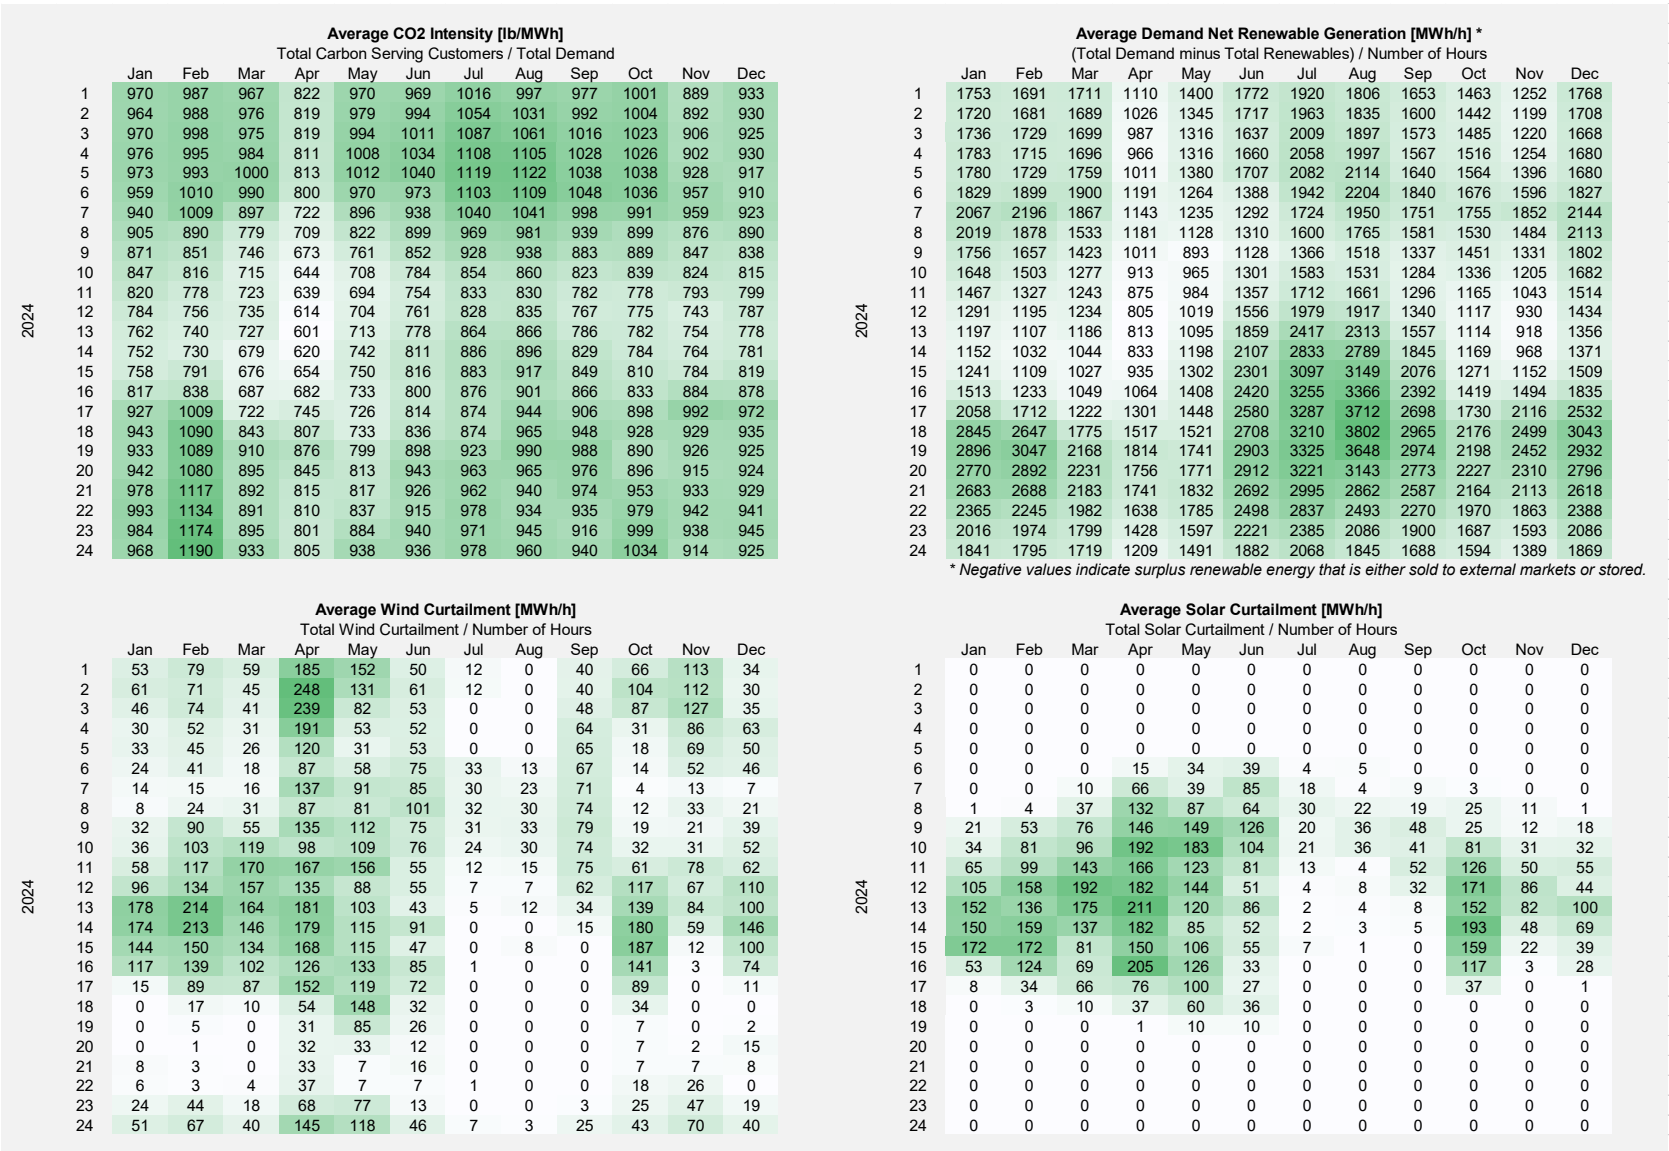 Average CO2 Intensity [lb/MWh]
Total Carbon Serving Customers / Total Demand
Jan Feb Mar Apr May Jun Jul Aug Sep Oct Nov Dec
1 970 987 967 822 970 969 1016 997 977 1001 889 933
2 964 988 976 819 979 994 1054 1031 992 1004 892 930
3 970 998 975 819 994 1011 1087 1061 1016 1023 906 925
4 976 995 984 811 1008 1034 1108 1105 1028 1026 902 930
5 973 993 1000 813 1012 1040 1119 1122 1038 1038 928 917
6 959 1010 990 800 970 973 1103 1109 1048 1036 957 910
7 940 1009 897 722 896 938 1040 1041 998 991 959 923
8 905 890 779 709 822 899 969 981 939 899 876 890
9 871 851 746 673 761 852 928 938 883 889 847 838
10 847 816 715 644 708 784 854 860 823 839 824 815
11 820 778 723 639 694 754 833 830 782 778 793 799
2024
12 784 756 735 614 704 761 828 835 767 775 743 787
13 762 740 727 601 713 778 864 866 786 782 754 778
14 752 730 679 620 742 811 886 896 829 784 764 781
15 758 791 676 654 750 816 883 917 849 810 784 819
16 817 838 687 682 733 800 876 901 866 833 884 878
17 927 1009 722 745 726 814 874 944 906 898 992 972
18 943 1090 843 807 733 836 874 965 948 928 929 935
19 933 1089 910 876 799 898 923 990 988 890 926 925
20 942 1080 895 845 813 943 963 965 976 896 915 924
21 978 1117 892 815 817 926 962 940 974 953 933 929
22 993 1134 891 810 837 915 978 934 935 979 942 941
23 984 1174 895 801 884 940 971 945 916 999 938 945
24 968 1190 933 805 938 936 978 960 940 1034 914 925
Average Demand Net Renewable Generation [MWh/h] *
(Total Demand minus Total Renewables) / Number of Hours
Jan Feb Mar Apr May Jun Jul Aug Sep Oct Nov Dec
1 1753 1691 1711 1110 1400 1772 1920 1806 1653 1463 1252 1768
2 1720 1681 1689 1026 1345 1717 1963 1835 1600 1442 1199 1708
3 1736 1729 1699 987 1316 1637 2009 1897 1573 1485 1220 1668
4 1783 1715 1696 966 1316 1660 2058 1997 1567 1516 1254 1680
5 1780 1729 1759 1011 1380 1707 2082 2114 1640 1564 1396 1680
6 1829 1899 1900 1191 1264 1388 1942 2204 1840 1676 1596 1827
7 2067 2196 1867 1143 1235 1292 1724 1950 1751 1755 1852 2144
8 2019 1878 1533 1181 1128 1310 1600 1765 1581 1530 1484 2113
9 1756 1657 1423 1011 893 1128 1366 1518 1337 1451 1331 1802
10 1648 1503 1277 913 965 1301 1583 1531 1284 1336 1205 1682
11 1467 1327 1243 875 984 1357 1712 1661 1296 1165 1043 1514
2024
12 1291 1195 1234 805 1019 1556 1979 1917 1340 1117 930 1434
13 1197 1107 1186 813 1095 1859 2417 2313 1557 1114 918 1356
14 1152 1032 1044 833 1198 2107 2833 2789 1845 1169 968 1371
15 1241 1109 1027 935 1302 2301 3097 3149 2076 1271 1152 1509
16 1513 1233 1049 1064 1408 2420 3255 3366 2392 1419 1494 1835
17 2058 1712 1222 1301 1448 2580 3287 3712 2698 1730 2116 2532
18 2845 2647 1775 1517 1521 2708 3210 3802 2965 2176 2499 3043
19 2896 3047 2168 1814 1741 2903 3325 3648 2974 2198 2452 2932
20 2770 2892 2231 1756 1771 2912 3221 3143 2773 2227 2310 2796
21 2683 2688 2183 1741 1832 2692 2995 2862 2587 2164 2113 2618
22 2365 2245 1982 1638 1785 2498 2837 2493 2270 1970 1863 2388
23 2016 1974 1799 1428 1597 2221 2385 2086 1900 1687 1593 2086
24 1841 1795 1719 1209 1491 1882 2068 1845 1688 1594 1389 1869
* Negative values indicate surplus renewable energy that is either sold to external markets or stored.
Average Wind Curtailment [MWh/h]
Total Wind Curtailment / Number of Hours
Jan Feb Mar Apr May Jun Jul Aug Sep Oct Nov Dec
1 53 79 59 185 152 50 12 0 40 66 113 34
2 61 71 45 248 131 61 12 0 40 104 112 30
3 46 74 41 239 82 53 0 0 48 87 127 35
4 30 52 31 191 53 52 0 0 64 31 86 63
5 33 45 26 120 31 53 0 0 65 18 69 50
6 24 41 18 87 58 75 33 13 67 14 52 46
7 14 15 16 137 91 85 30 23 71 4 13 7
8 8 24 31 87 81 101 32 30 74 12 33 21
9 32 90 55 135 112 75 31 33 79 19 21 39
10 36 103 119 98 109 76 24 30 74 32 31 52
11 58 117 170 167 156 55 12 15 75 61 78 62
2024
12 96 134 157 135 88 55 7 7 62 117 67 110
13 178 214 164 181 103 43 5 12 34 139 84 100
14 174 213 146 179 115 91 0 0 15 180 59 146
15 144 150 134 168 115 47 0 8 0 187 12 100
16 117 139 102 126 133 85 1 0 0 141 3 74
17 15 89 87 152 119 72 0 0 0 89 0 11
18 0 17 10 54 148 32 0 0 0 34 0 0
19 0 5 0 31 85 26 0 0 0 7 0 2
20 0 1 0 32 33 12 0 0 0 7 2 15
21 8 3 0 33 7 16 0 0 0 7 7 8
22 6 3 4 37 7 7 1 0 0 18 26 0
23 24 44 18 68 77 13 0 0 3 25 47 19
24 51 67 40 145 118 46 7 3 25 43 70 40
Average Solar Curtailment [MWh/h]
Total Solar Curtailment / Number of Hours
Jan Feb Mar Apr May Jun Jul Aug Sep Oct Nov Dec
1 0 0 0 0 0 0 0 0 0 0 0 0
2 0 0 0 0 0 0 0 0 0 0 0 0
3 0 0 0 0 0 0 0 0 0 0 0 0
4 0 0 0 0 0 0 0 0 0 0 0 0
5 0 0 0 0 0 0 0 0 0 0 0 0
6 0 0 0 15 34 39 4 5 0 0 0 0
7 0 0 10 66 39 85 18 4 9 3 0 0
8 1 4 37 132 87 64 30 22 19 25 11 1
9 21 53 76 146 149 126 20 36 48 25 12 18
10 34 81 96 192 183 104 21 36 41 81 31 32
11 65 99 143 166 123 81 13 4 52 126 50 55
2024
12 105 158 192 182 144 51 4 8 32 171 86 44
13 152 136 175 211 120 86 2 4 8 152 82 100
14 150 159 137 182 85 52 2 3 5 193 48 69
15 172 172 81 150 106 55 7 1 0 159 22 39
16 53 124 69 205 126 33 0 0 0 117 3 28
17 8 34 66 76 100 27 0 0 0 37 0 1
18 0 3 10 37 60 36 0 0 0 0 0 0
19 0 0 0 1 10 10 0 0 0 0 0 0
20 0 0 0 0 0 0 0 0 0 0 0 0
21 0 0 0 0 0 0 0 0 0 0 0 0
22 0 0 0 0 0 0 0 0 0 0 0 0
23 0 0 0 0 0 0 0 0 0 0 0 0
24 0 0 0 0 0 0 0 0 0 0 0 0